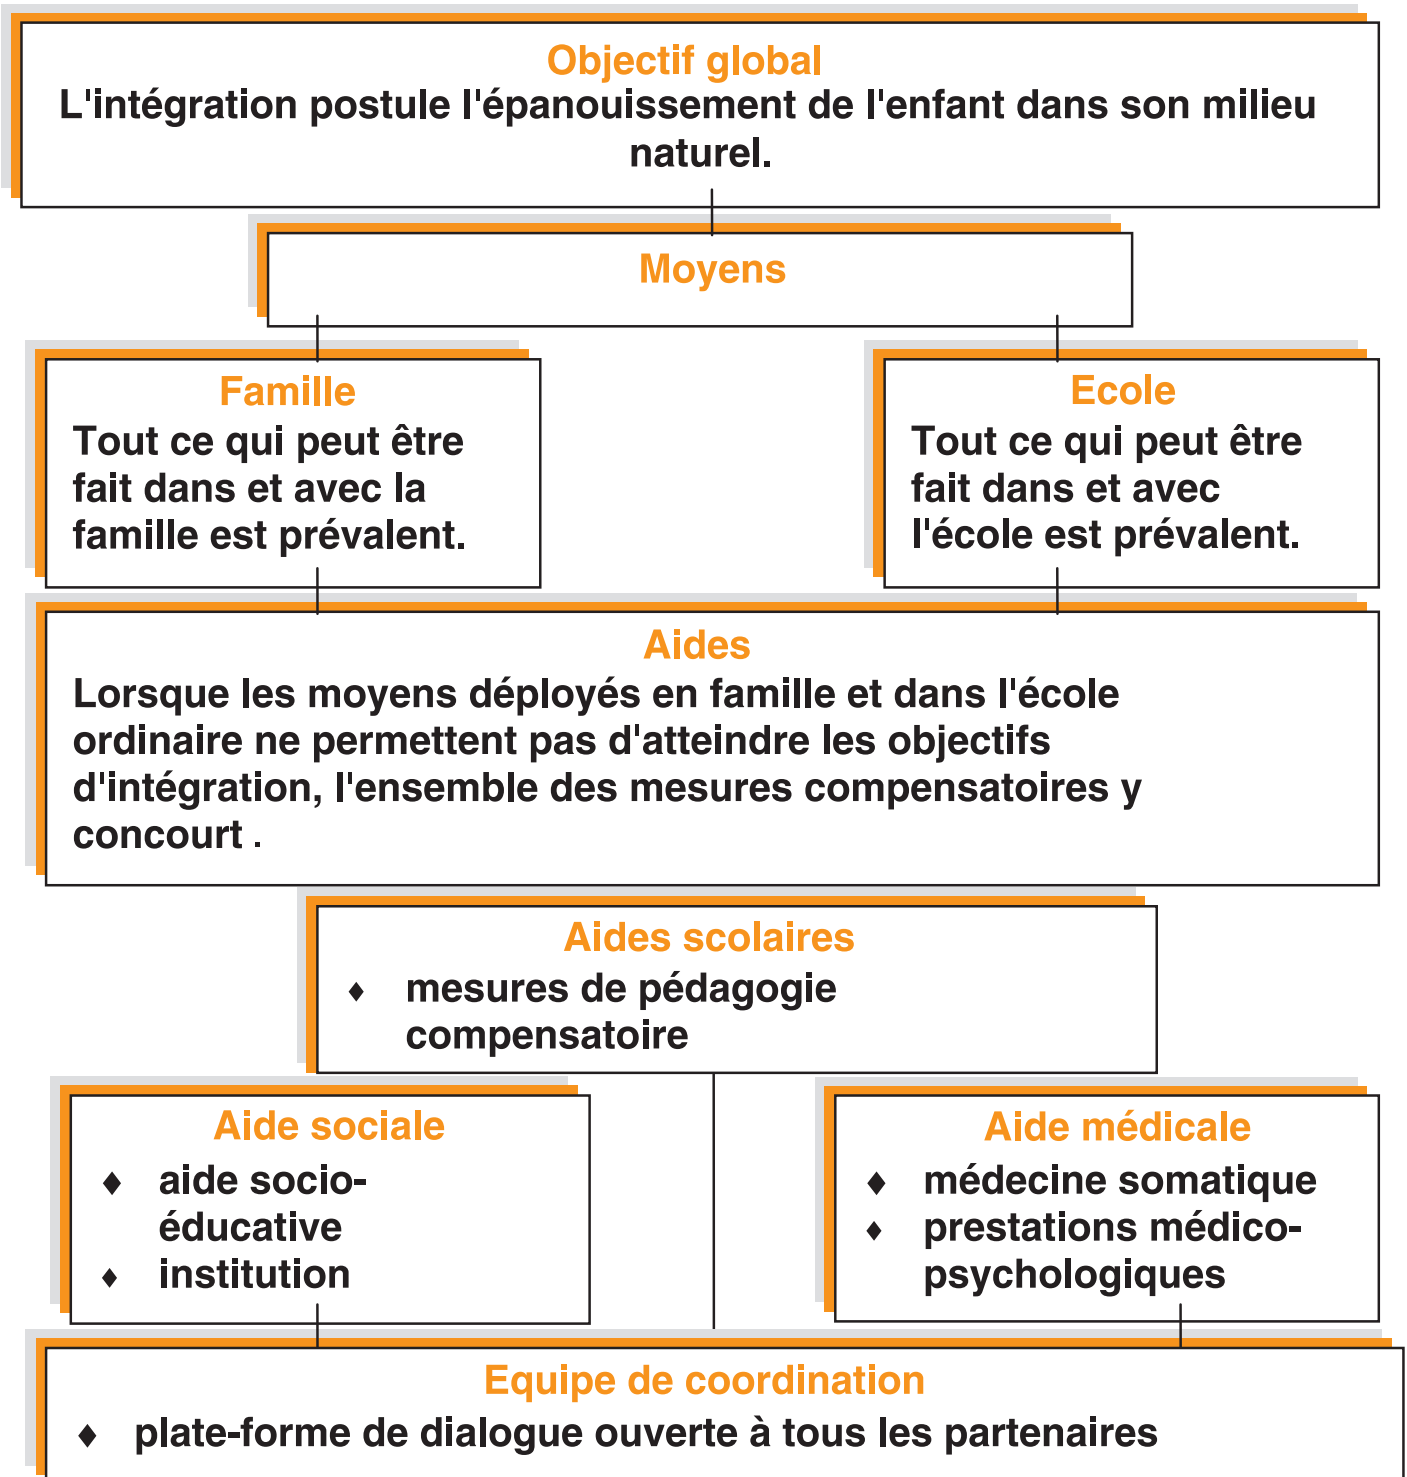 Objectif global
L'intégration postule l'épanouissement de l'enfant dans son milieu
naturel.
Moyens
Famille
Tout ce qui peut être
fait dans et avec la
famille est prévalent.
Ecole
Tout ce qui peut être
fait dans et avec
l'école est prévalent.
Aides
Lorsque les moyens déployés en famille et dans l'école
ordinaire ne permettent pas d'atteindre les objectifs
d'intégration, l'ensemble des mesures compensatoires y
concourt .
Aides scolaires
♦ mesures de pédagogie
compensatoire
Aide sociale
♦ aide socio-
éducative
♦ institution
Aide médicale
♦ médecine somatique
♦ prestations médico-
psychologiques
Equipe de coordination
♦ plate-forme de dialogue ouverte à tous les partenaires